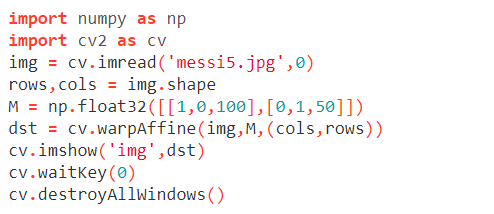 import numpy as np
import cv2 as cv
img = cv.imread('messi5.jpg',0)
rows,cols = img.shape
M = np.float32([[1,0,100],[0,1,50]])
dst = cv.warpAffine(img,M,(cols,rows))
cv.imshow('img',dst)
cv.waitKey(0)
cv.destroyAllWindows()